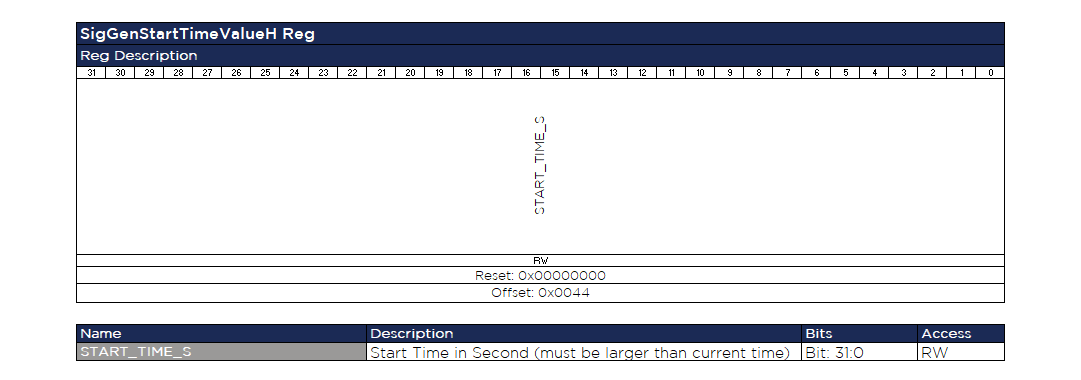 SigGenStartTimeValueH Reg
Reg Description
31 30 29 28 27 26 25 24 23 22 21 20 19 18 17 16 15 14 13 12 11 10 9 8 7 6 5 4 3 2 1 0
START_TIME_S
RW
Reset: 0x00000000
Offset: 0x0044
Name Description Bits Access
START_TIME_S Start Time in Second (must be larger than current time) Bit: 31:0 RW